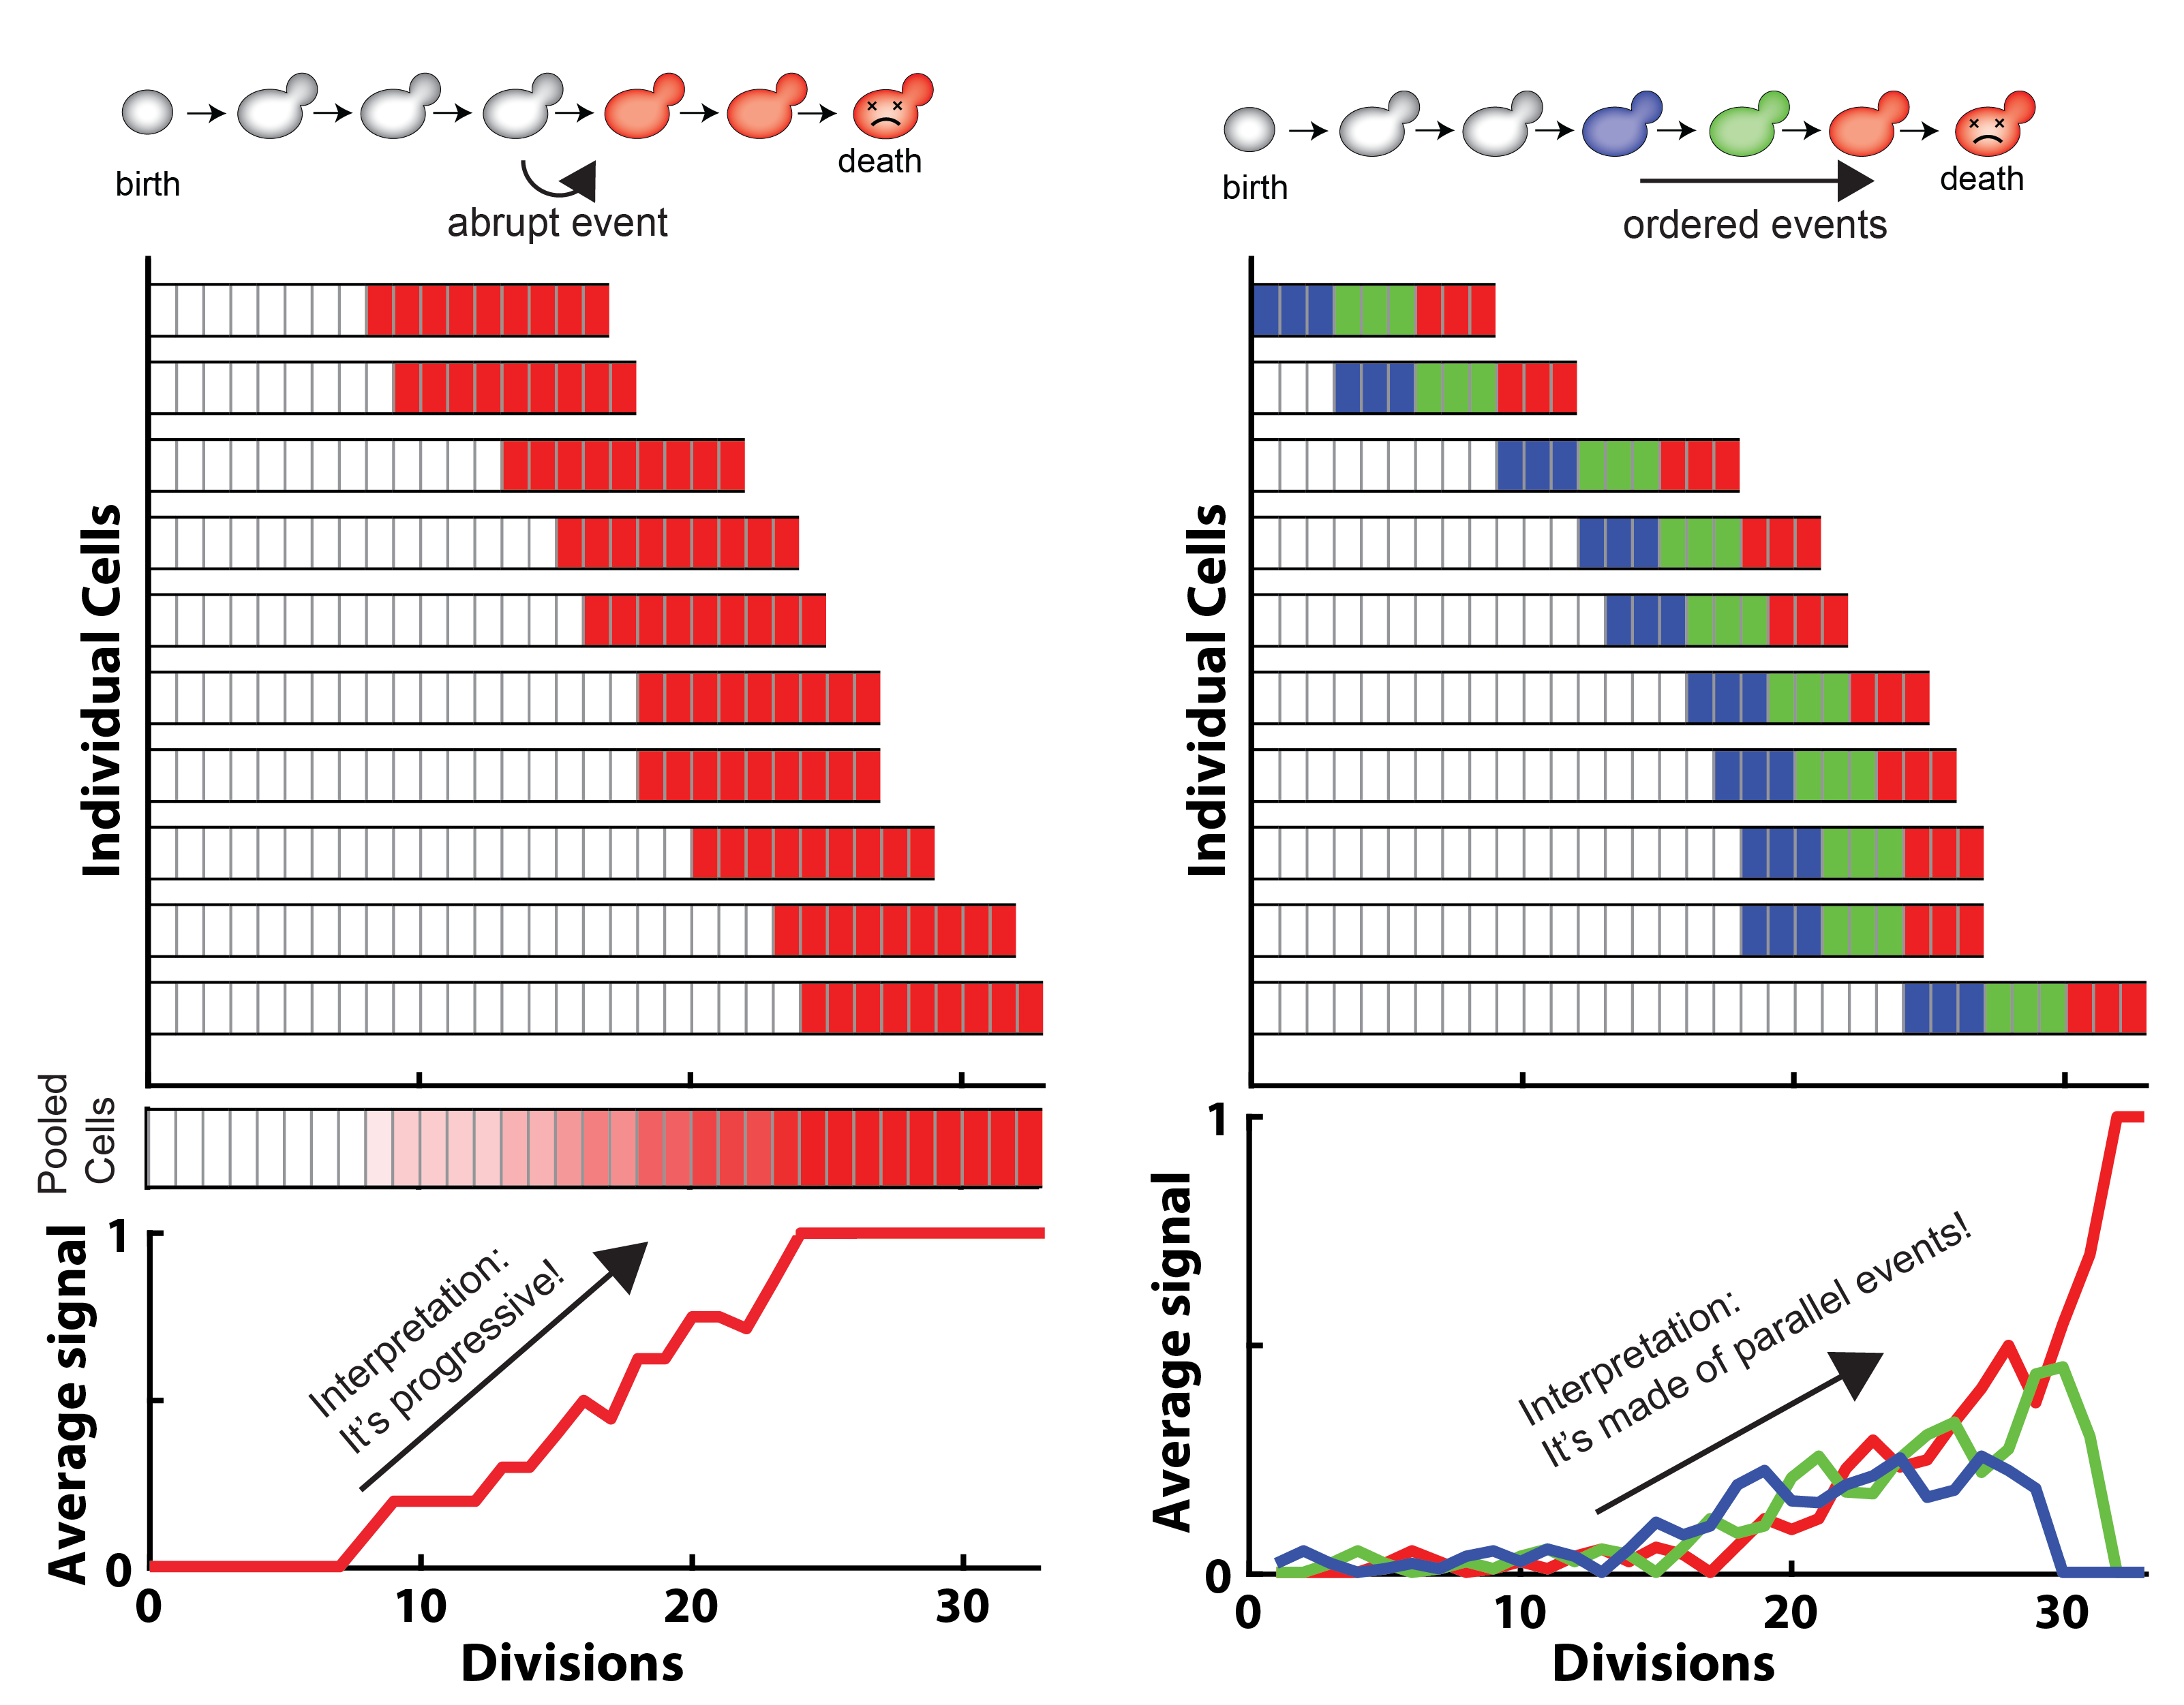 birth
death
abrupt event
Individual Cells
Pooled
Cells
Average signal
1
0
Interpretation:
It's progressive!
0
10
20
30
Divisions
birth
death
ordered events
Individual Cells
Average signal
1
0
Interpretation:
It's made of parallel events!
0
10
20
30
Divisions